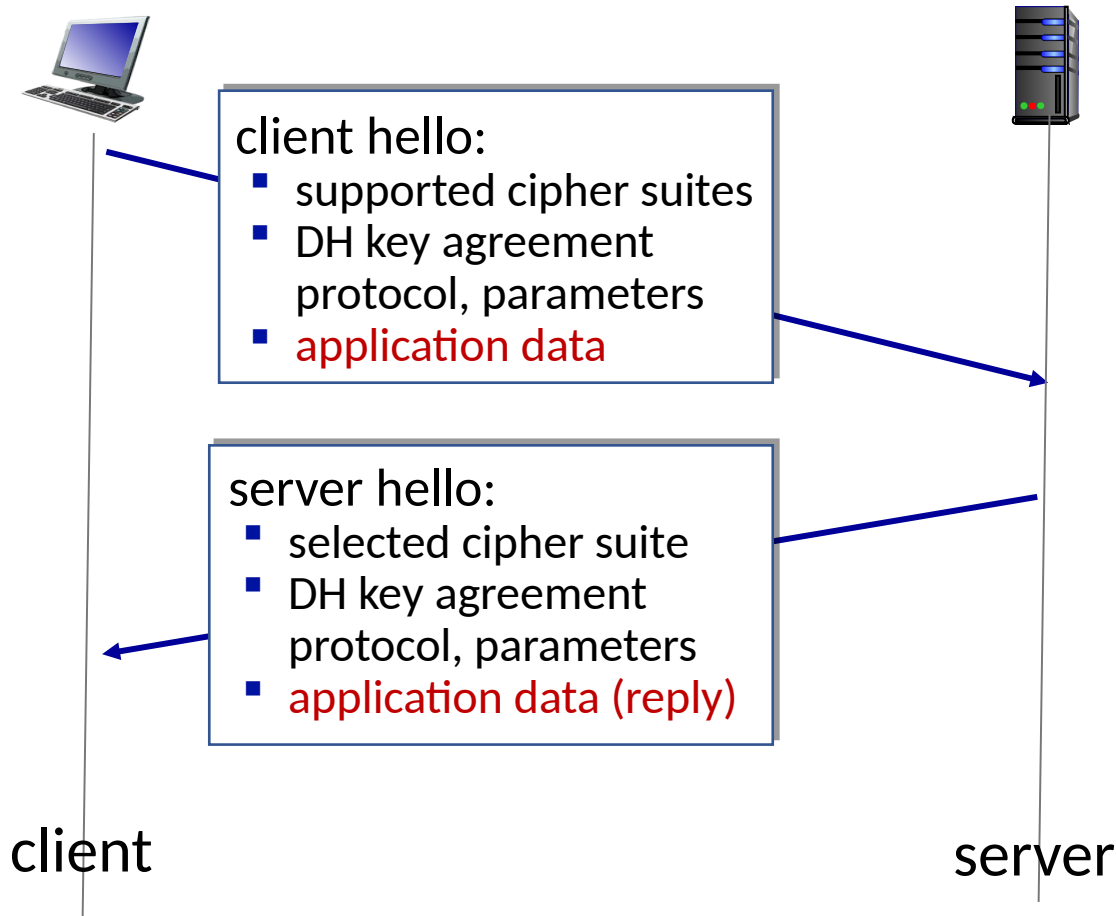 client hello:
▪ supported cipher suites
▪ DH key agreement
protocol, parameters
▪ application data
server hello:
▪ selected cipher suite
▪ DH key agreement
protocol, parameters
▪ application data (reply)
client
server